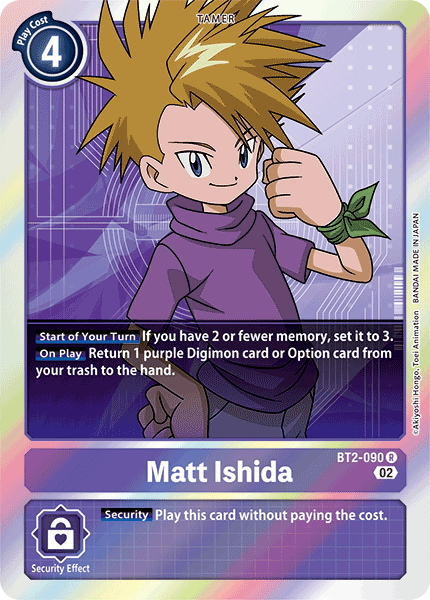 TAMER
Play Cost
4
Start of Your Turn If you have 2 or fewer memory, set it to 3.
On Play Return 1 purple Digimon card or Option card from
your trash to the hand.
©Akiyoshi Hongo, Toei Animation BANDAI MADE IN JAPAN
BT2-090 R
Matt Ishida
02
Security Play this card without paying the cost.
Security Effect